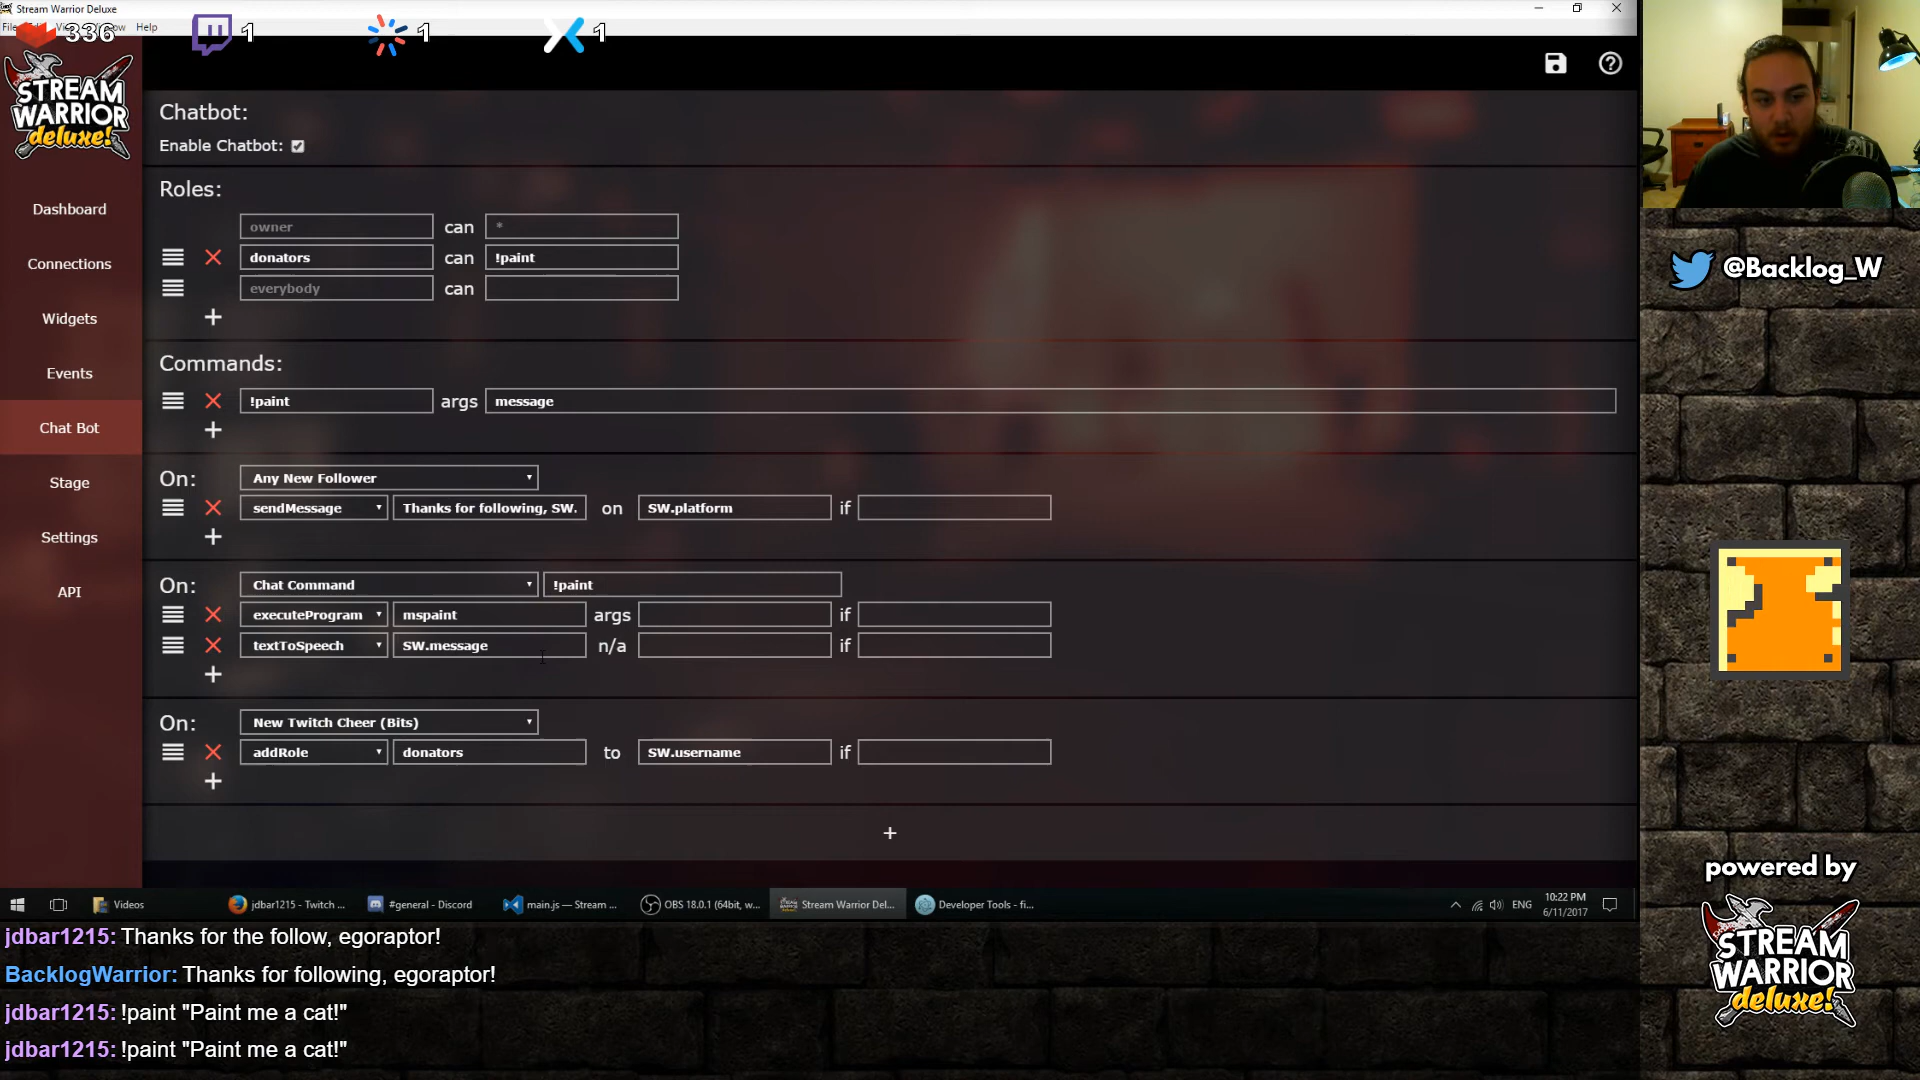 Stream Warrior Deluxe
Help
336
1
1
1
STREAM
WARRIOR
deluxe!
Dashboard
Connections
Widgets
Events
Chat Bot
Stage
Settings
API
Chatbot:
Enable Chatbot:
Roles:
owner can *
donators can !paint
everybody can
+
Commands:
!paint args message
+
On: Any New Follower
sendMessage Thanks for following, SW. on SW.platform if
+
On: Chat Command !paint
executeProgram mspaint args if
textToSpeech SW.message n/a if
+
On: New Twitch Cheer (Bits)
addRole donators to SW.username if
+
+
Videos
jdbar1215 - Twitch ...
#general - Discord
main.js — Stream ...
OBS 18.0.1 (64bit, w...
Stream Warrior Del...
Developer Tools - fi...
ENG
10:22 PM
6/11/2017
jdbar1215: Thanks for the follow, egoraptor!
BacklogWarrior: Thanks for following, egoraptor!
jdbar1215: !paint "Paint me a cat!"
jdbar1215: !paint "Paint me a cat!"
@Backlog_W
powered by
STREAM
WARRIOR
deluxe!